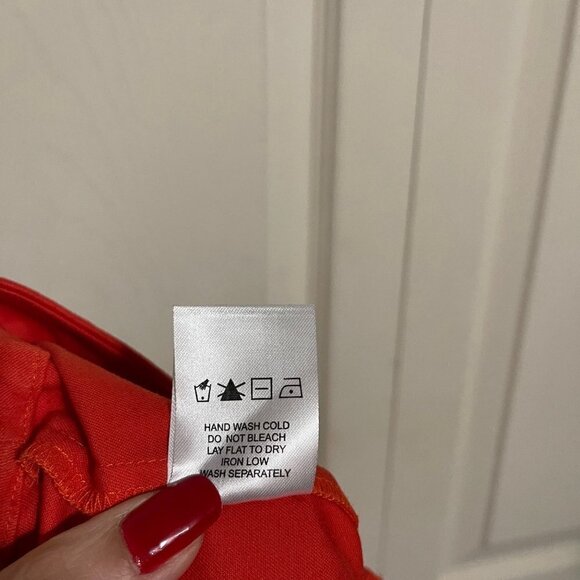 HAND WASH COLD
DO NOT BLEACH
LAY FLAT TO DRY
IRON LOW
WASH SEPARATELY